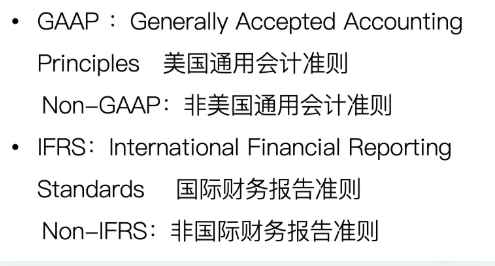 • GAAP ：Generally Accepted Accounting
Principles 美国通用会计准则
Non-GAAP：非美国通用会计准则
• IFRS：International Financial Reporting
Standards 国际财务报告准则
Non-IFRS：非国际财务报告准则